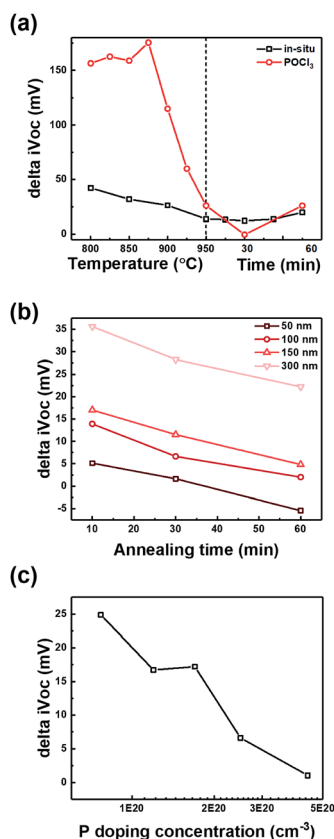 (a)
in-situ
POCl₃
150
100
50
0
delta iVoc (mV)
800 850 900 950 30 60
Temperature (°C) Time (min)
(b)
50 nm
100 nm
150 nm
300 nm
35
30
25
20
15
10
5
0
-5
delta iVoc (mV)
10 20 30 40 50 60
Annealing time (min)
(c)
25
20
15
10
5
0
delta iVoc (mV)
1E20 2E20 3E20 5E20
P doping concentration (cm⁻³)